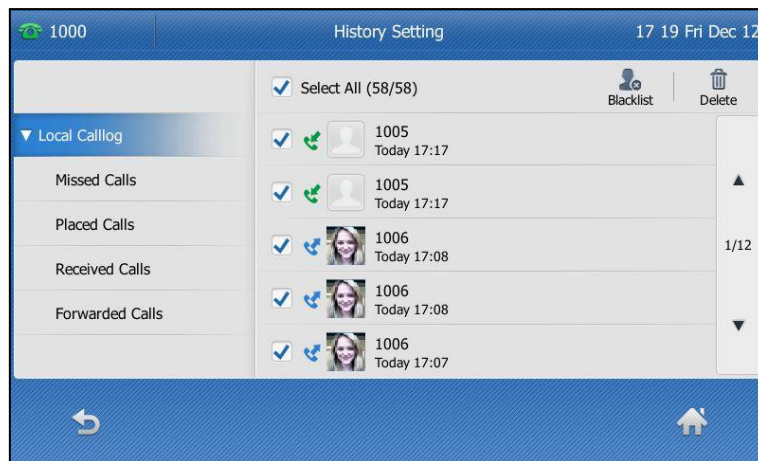 1000 History Setting 17 19 Fri Dec 12
Select All (58/58)
Blacklist Delete
Local Calllog
Missed Calls
Placed Calls
Received Calls
Forwarded Calls
1005
Today 17:17
1005
Today 17:17
1006
Today 17:08
1006
Today 17:08
1006
Today 17:07
1/12